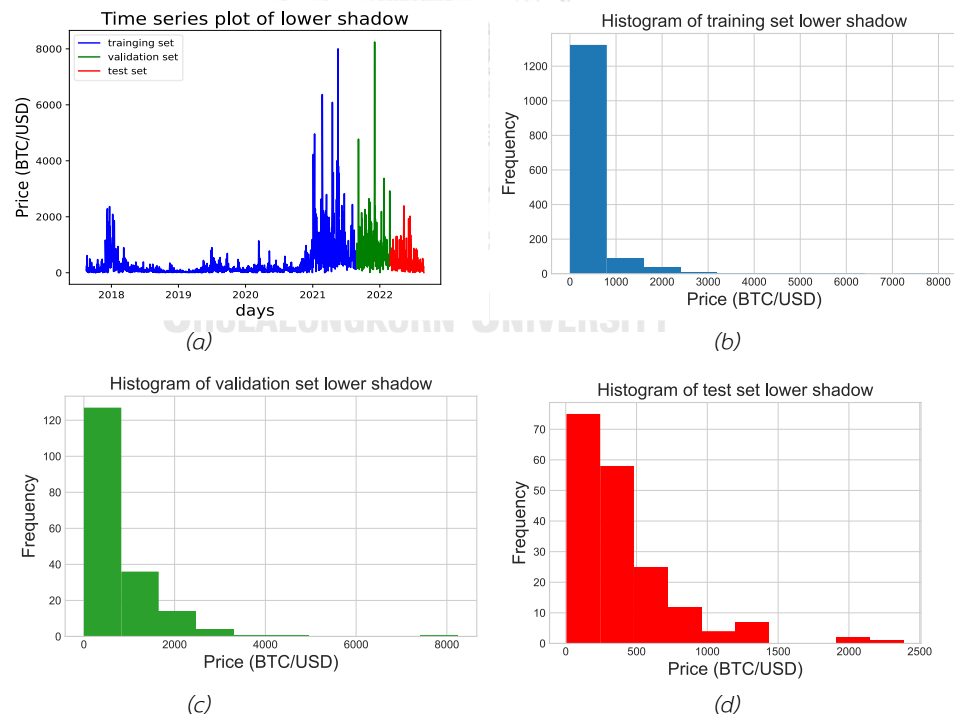 Time series plot of lower shadow
trainging set
validation set
test set
Price (BTC/USD)
8000
6000
4000
2000
0
2018
2019
2020
2021
2022
days
(a)
Histogram of training set lower shadow
Frequency
1200
1000
800
600
400
200
0
0 1000 2000 3000 4000 5000 6000 7000 8000
Price (BTC/USD)
(b)
CHULALONGKORN UNIVERSITY
Histogram of validation set lower shadow
Frequency
120
100
80
60
40
20
0
0 2000 4000 6000 8000
Price (BTC/USD)
(c)
Histogram of test set lower shadow
Frequency
70
60
50
40
30
20
10
0
0 500 1000 1500 2000 2500
Price (BTC/USD)
(d)